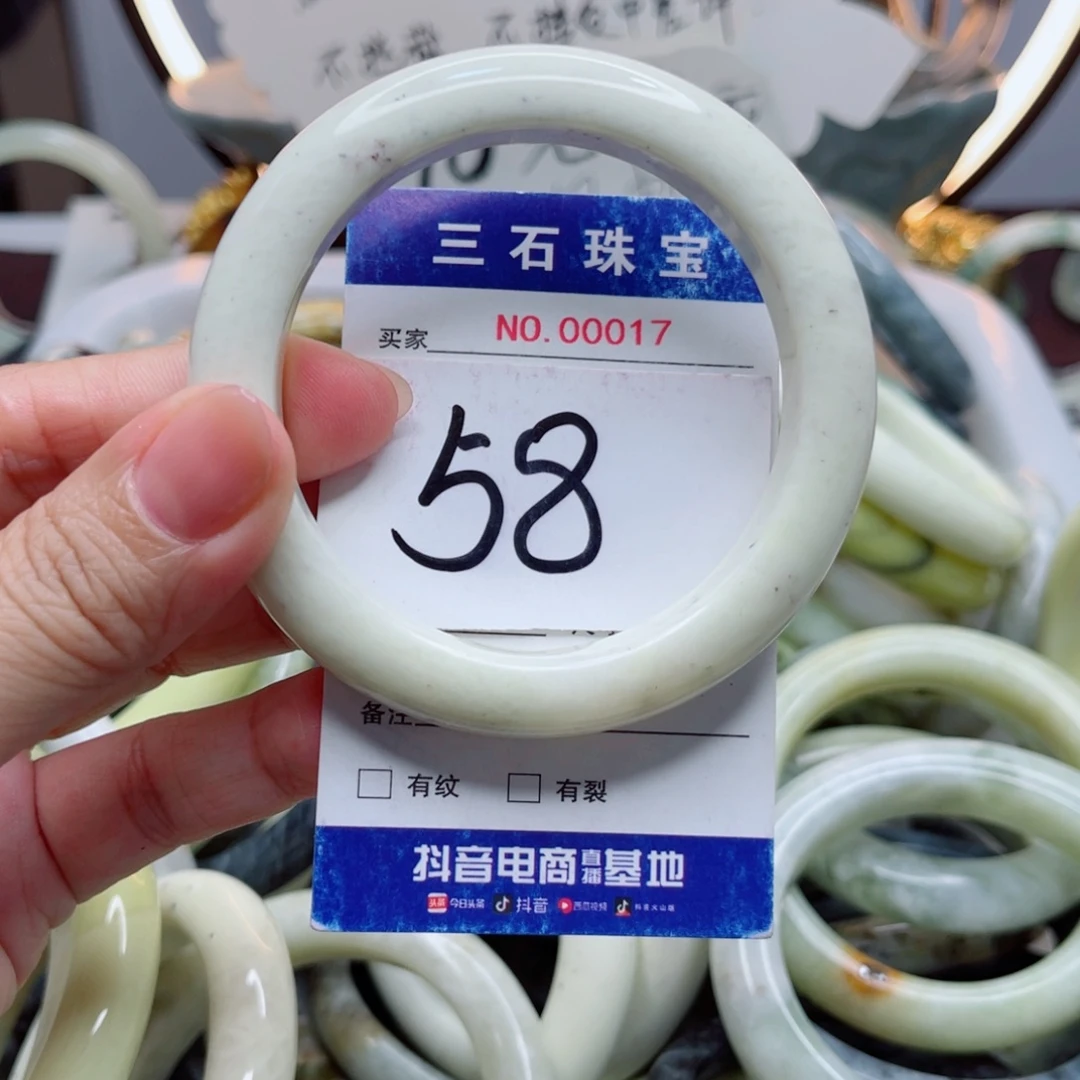 三石珠宝
买家 NO.00017
58
备注
有纹 有裂
抖音电商直播基地
头条 今日头条 抖音 西瓜视频 抖音火山版